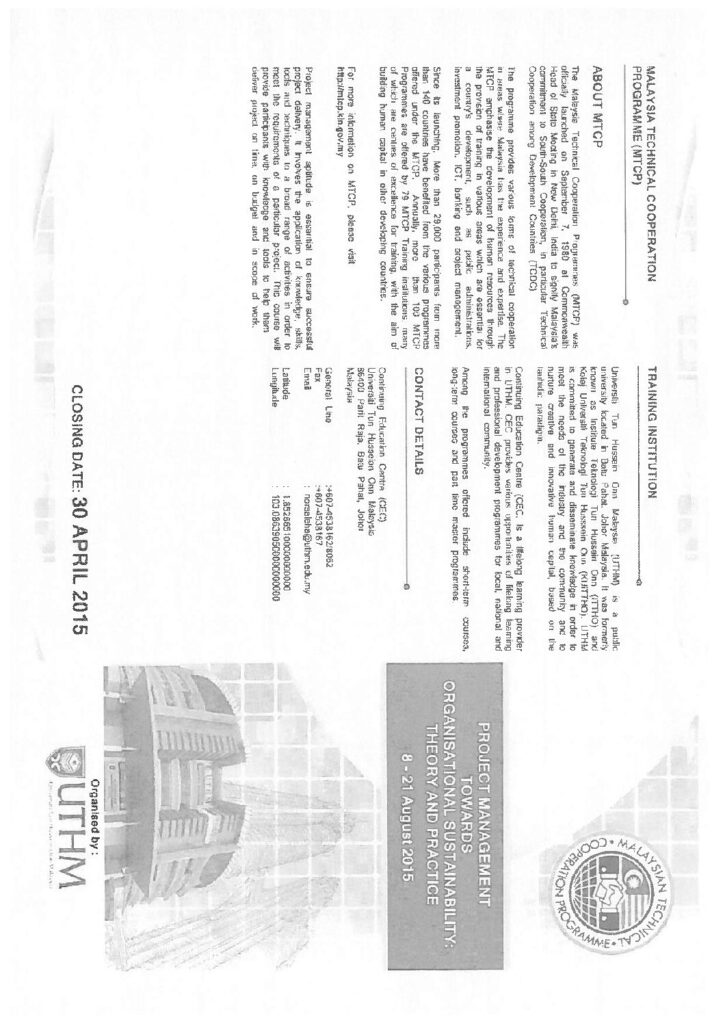 MALAYSIA TECHNICAL COOPERATION
PROGRAMME (MTCP)
ABOUT MTCP
The Malaysia Technical Cooperation Programmes (MTCP) was
officially launched on September 7, 1980 at Commonwealth
Head of State Meeting in New Delhi, India to signify Malaysia's
commitment to South-South Cooperation, in particular Technical
Cooperation among Development Countries (TCDC)
The programme provides various forms of technical cooperation
in areas where Malaysia has the experience and expertise. The
MTCP emphasise the development of human resources through
the provision of training in various areas which are essential for
a country's development, such as public administrations,
investment promotion, ICT, banking and project management.
Since its launching, More than 29,000 participants from more
than 140 countries have benefited from the various programmes
offered under the MTCP. Annually, more than 100 MTCP
Programmes are offered by 79 MTCP Training institutions many
of which are centres of excellence for training, with the aim of
building human capital in other developing countries.
For more information on MTCP, please visit
http://mtcp.kln.gov.my
Project management aptitude is essential to ensure successful
project delivery. It involves the application of knowledge, skills,
tools and techniques to a broad range of activities in order to
meet the requirements of a particular project. This course will
provide participants with knowledge and tools to help them
deliver project on time, on budget and in scope of work.
TRAINING INSTITUTION
Universiti Tun Hussein Onn Malaysia (UTHM) is a public
university located in Batu Pahat, Johor Malaysia. It was formerly
known as Institute Teknologi Tun Hussein Onn (ITTHO) and
Kolej Universiti Teknologi Tun Hussein Onn (KUiTTHO). UTHM
is committed to generate and disseminate knowledge in order to
meet the needs of the industry and the community and to
nurture creative and innovative human capital, based on the
tauhidic paradigm.
Continuing Education Centre (CEC, is a lifelong learning provider
in UTHM. CEC provides various opportunities of lifelong learning
and professional development programmes for local, national and
international community.
Among the programmes offered include short-term courses,
long-term courses and part time master programmes
CONTACT DETAILS
Continuing Education Centre (CEC)
Universiti Tun Hussein Onn Malaysia
86400 Parit Raja, Batu Pahat, Johor
Malaysia
General Line :+607-4538162/8062
Fax :+607-4538167
Email : norsalsha@uthm.edu.my
Latitude
Longitude
CLOSING DATE: 30 APRIL 2015
MALAYSIAN TECHNICAL
COOPERATION PROGRAMME
PROJECT MANAGEMENT
TOWARDS
ORGANISATIONAL SUSTAINABILITY:
THEORY AND PRACTICE
8 - 21 August 2015
Organised by :
UTHM